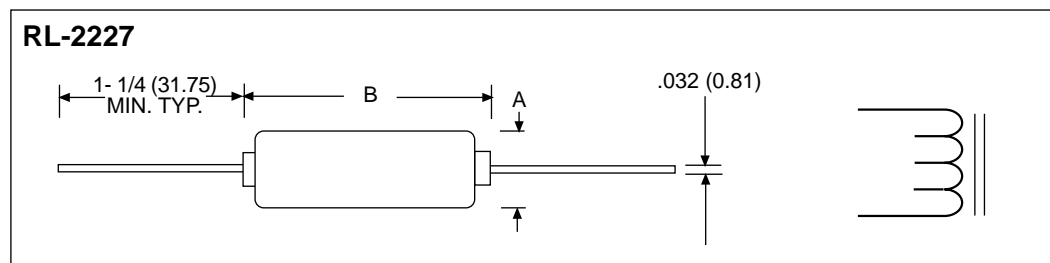 RL-2227
1- 1/4 (31.75)
MIN. TYP.
B
A
.032 (0.81)